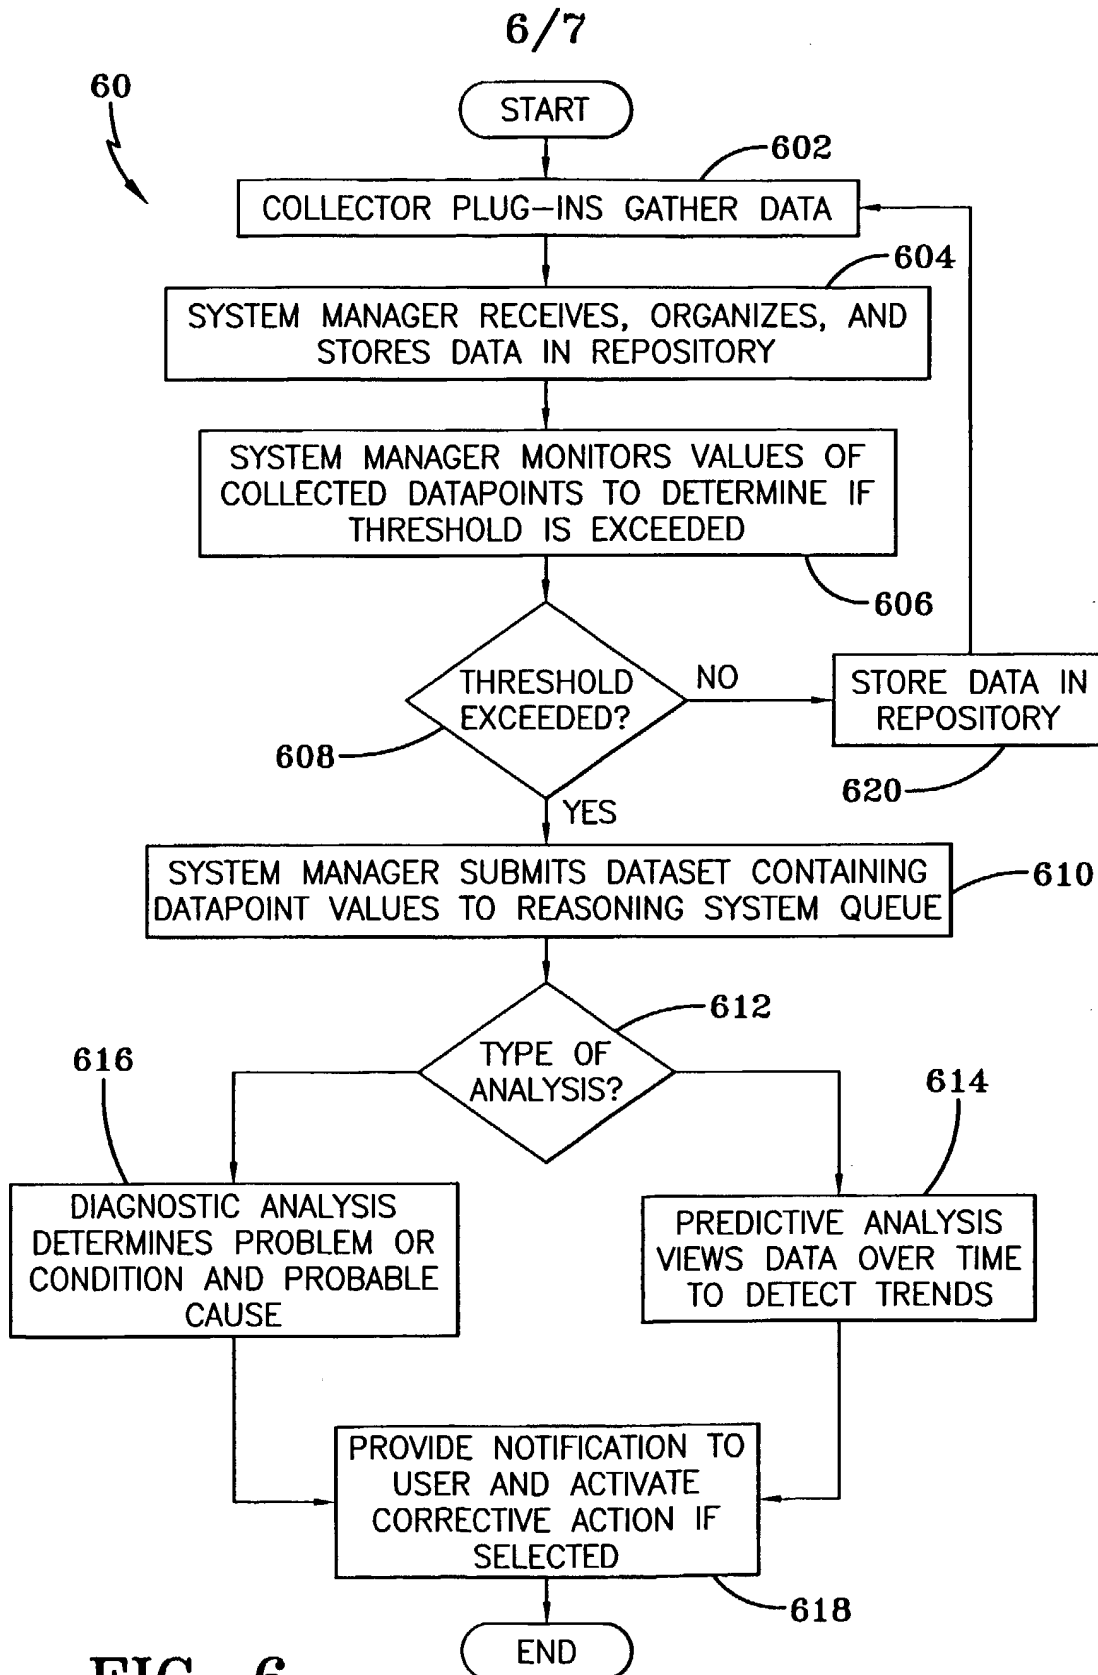 6/7
60
START
602
COLLECTOR PLUG-INS GATHER DATA
604
SYSTEM MANAGER RECEIVES, ORGANIZES, AND
STORES DATA IN REPOSITORY
SYSTEM MANAGER MONITORS VALUES OF
COLLECTED DATAPOINTS TO DETERMINE IF
THRESHOLD IS EXCEEDED
606
THRESHOLD
EXCEEDED?
608
NO
STORE DATA IN
REPOSITORY
620
YES
SYSTEM MANAGER SUBMITS DATASET CONTAINING
DATAPOINT VALUES TO REASONING SYSTEM QUEUE
610
612
TYPE OF
ANALYSIS?
616
614
DIAGNOSTIC ANALYSIS
DETERMINES PROBLEM OR
CONDITION AND PROBABLE
CAUSE
PREDICTIVE ANALYSIS
VIEWS DATA OVER TIME
TO DETECT TRENDS
PROVIDE NOTIFICATION TO
USER AND ACTIVATE
CORRECTIVE ACTION IF
SELECTED
618
END
FIG. 6